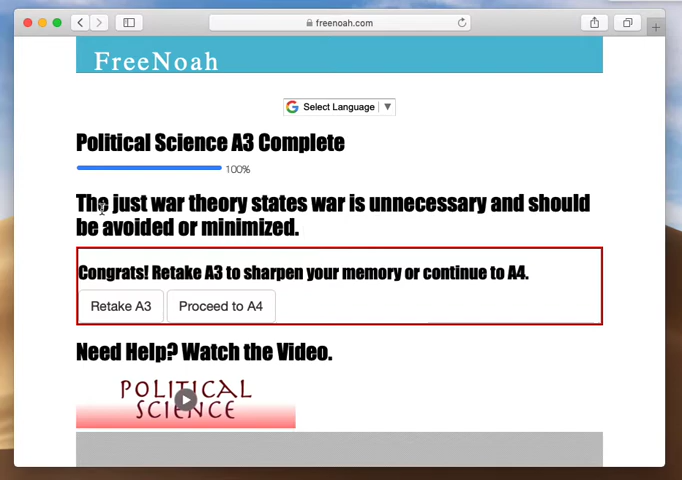 freenoah.com
FreeNoah
Select Language ▼
Political Science A3 Complete
100%
The just war theory states war is unnecessary and should
be avoided or minimized.
Congrats! Retake A3 to sharpen your memory or continue to A4.
Retake A3 Proceed to A4
Need Help? Watch the Video.
POLITICAL
SCIENCE